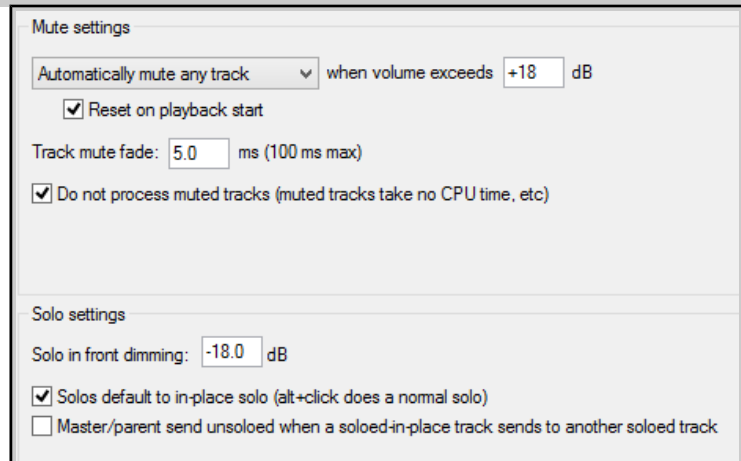 Mute settings
Automatically mute any track when volume exceeds +18 dB
Reset on playback start
Track mute fade: 5.0 ms (100 ms max)
Do not process muted tracks (muted tracks take no CPU time, etc)
Solo settings
Solo in front dimming: -18.0 dB
Solos default to in-place solo (alt+click does a normal solo)
Master/parent send unsoloed when a soloed-in-place track sends to another soloed track